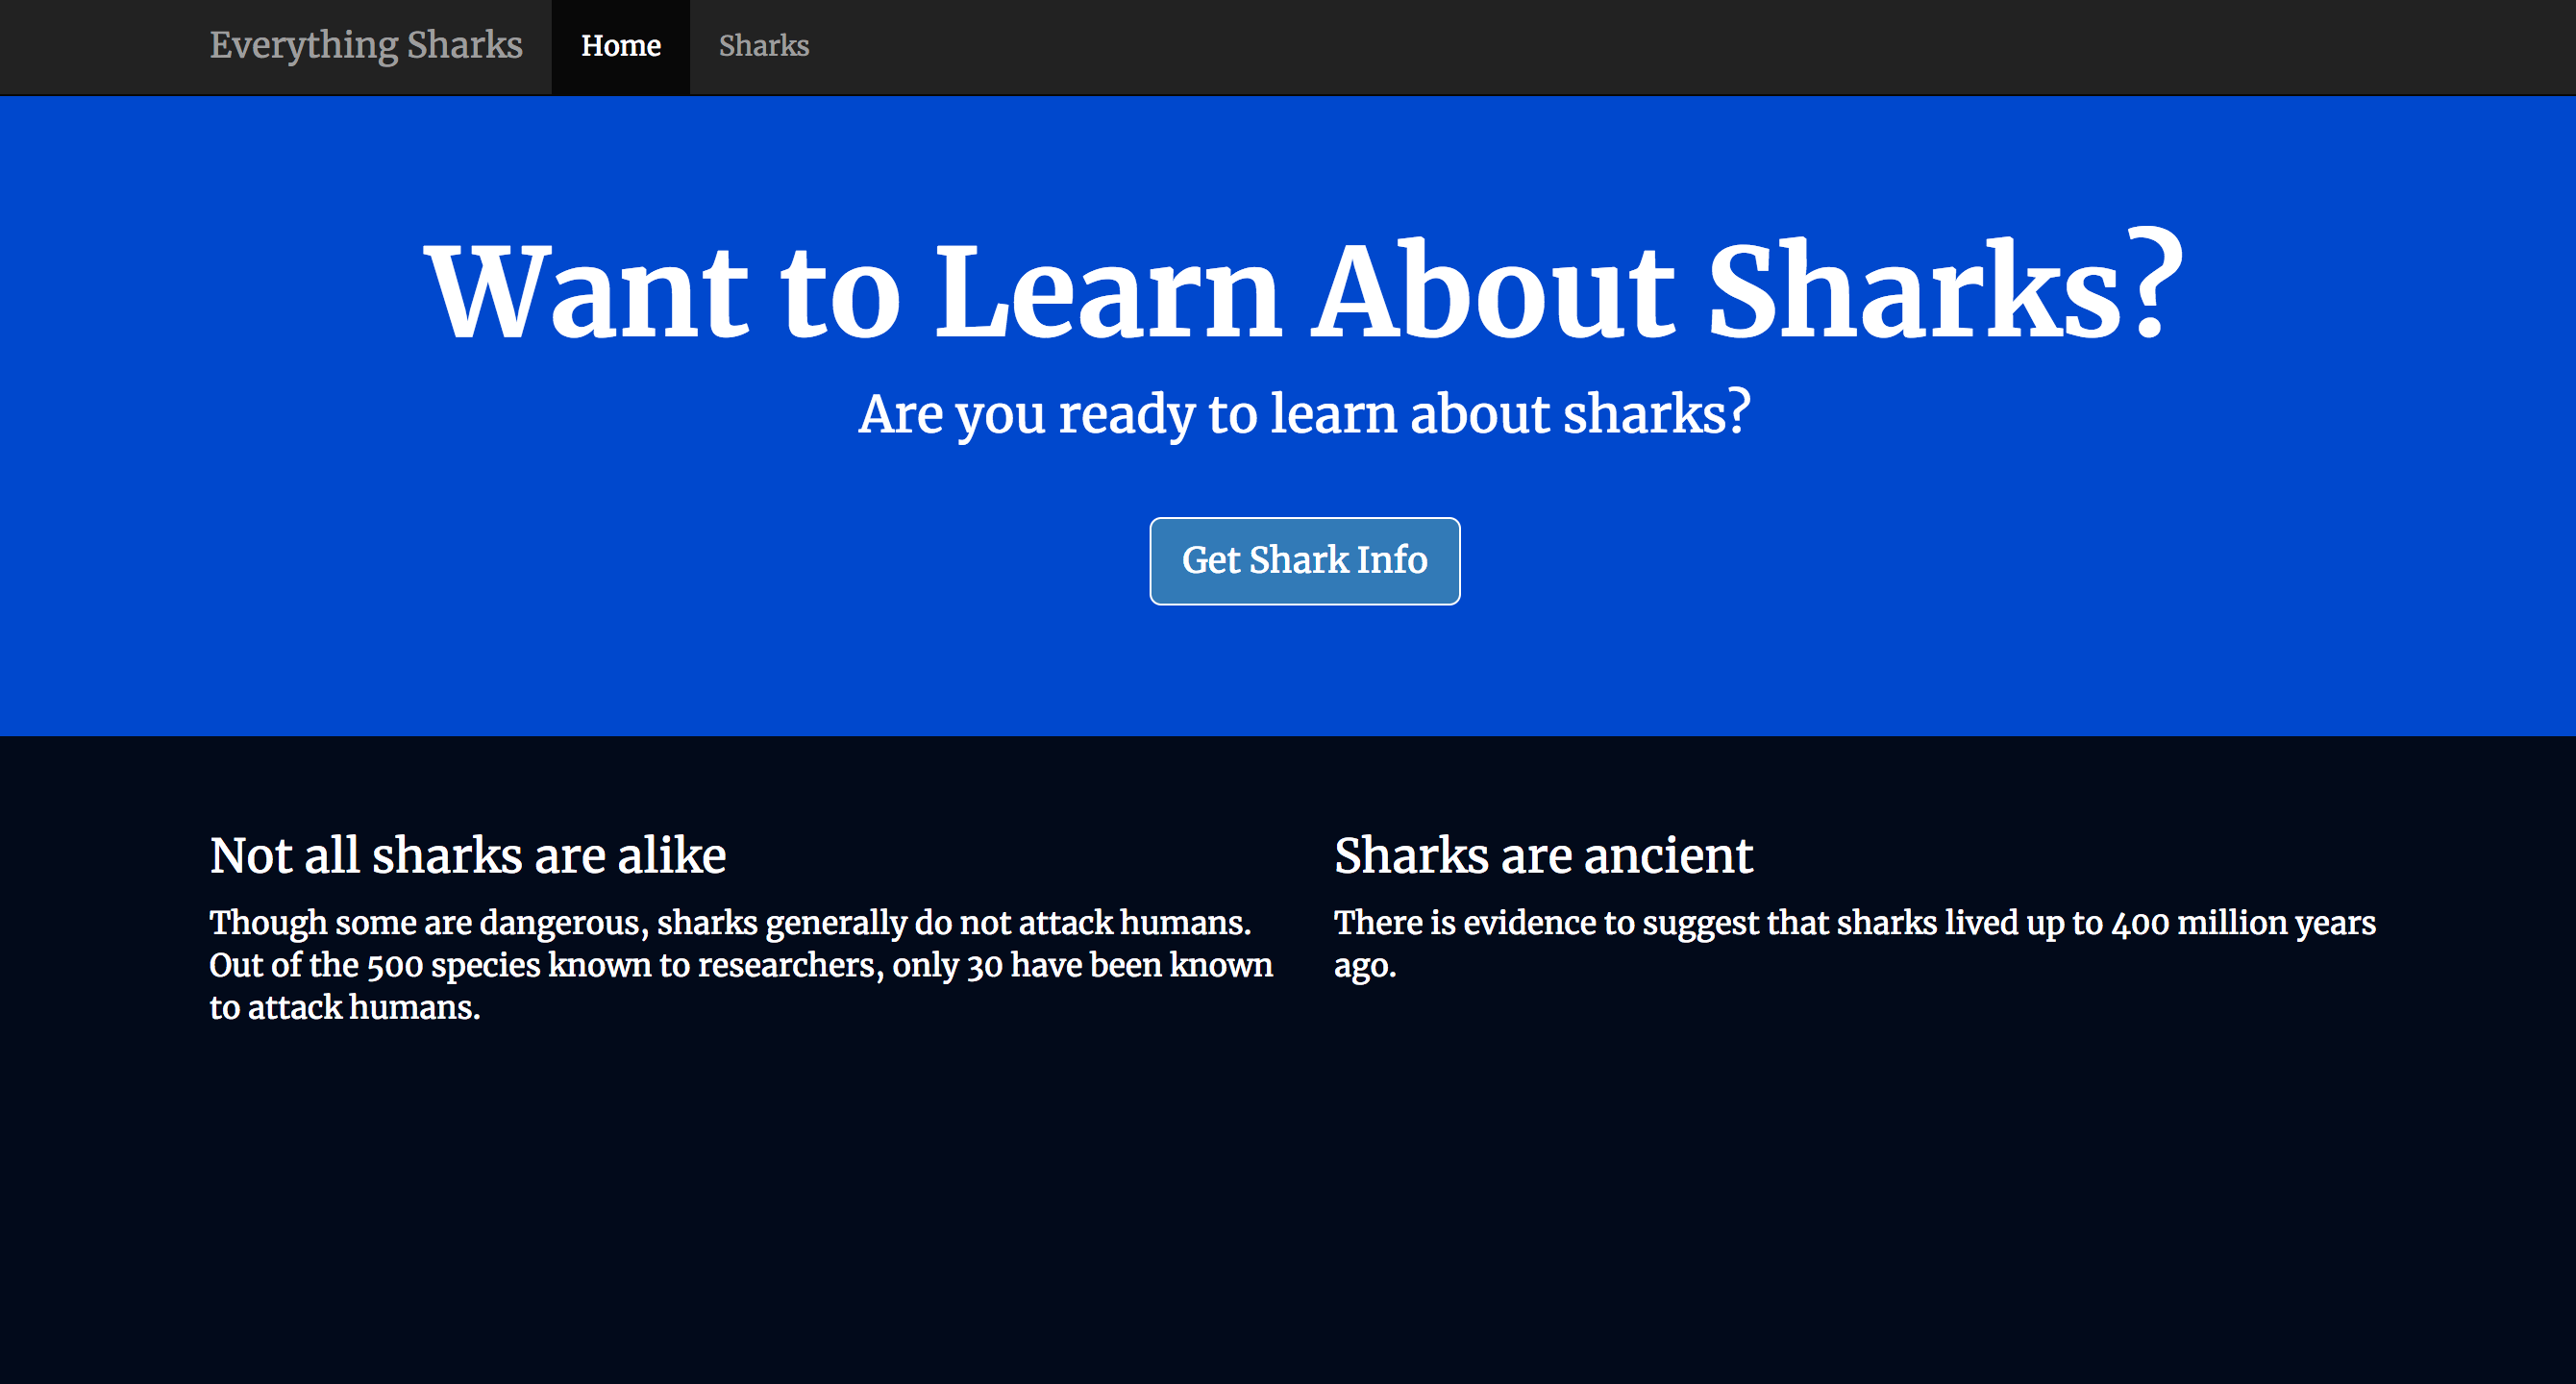 Everything Sharks Home Sharks
Want to Learn About Sharks?
Are you ready to learn about sharks?
Get Shark Info
Not all sharks are alike
Though some are dangerous, sharks generally do not attack humans.
Out of the 500 species known to researchers, only 30 have been known
to attack humans.
Sharks are ancient
There is evidence to suggest that sharks lived up to 400 million years
ago.